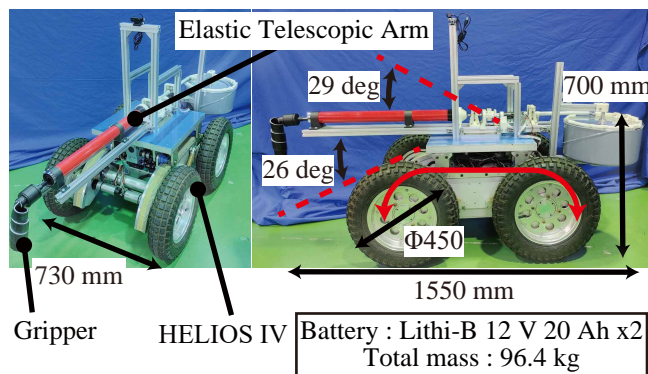 Elastic Telescopic Arm
29 deg
700 mm
26 deg
Φ450
730 mm
1550 mm
Gripper
HELIOS IV
Battery : Lithi-B 12 V 20 Ah x2
Total mass : 96.4 kg